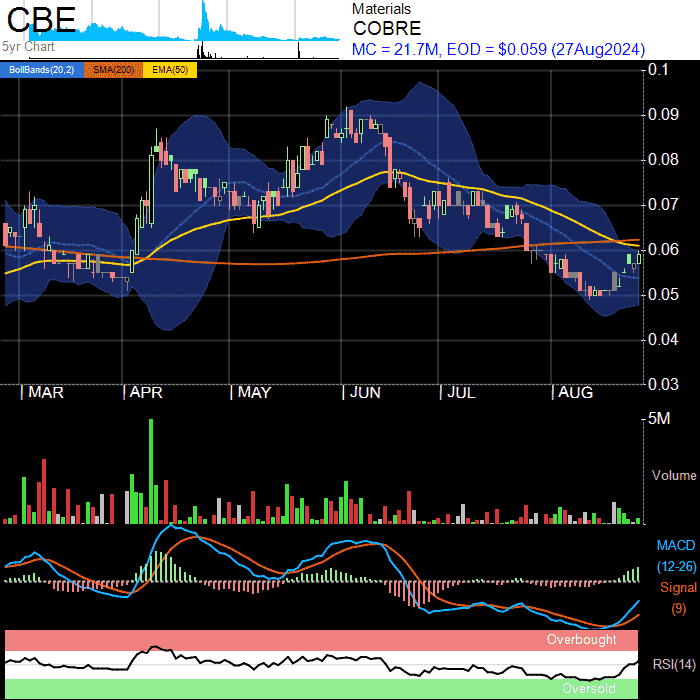 CBE
5yr Chart
Materials
COBRE
MC = 21.7M, EOD = $0.059 (27Aug2024)
BollBands(20,2) SMA(200) EMA(50)
0.1
0.09
0.08
0.07
0.06
0.05
0.04
0.03
MAR APR MAY JUN JUL AUG
5M
Volume
MACD
(12-26)
Signal
(9)
Overbought
RSI(14)
Oversold